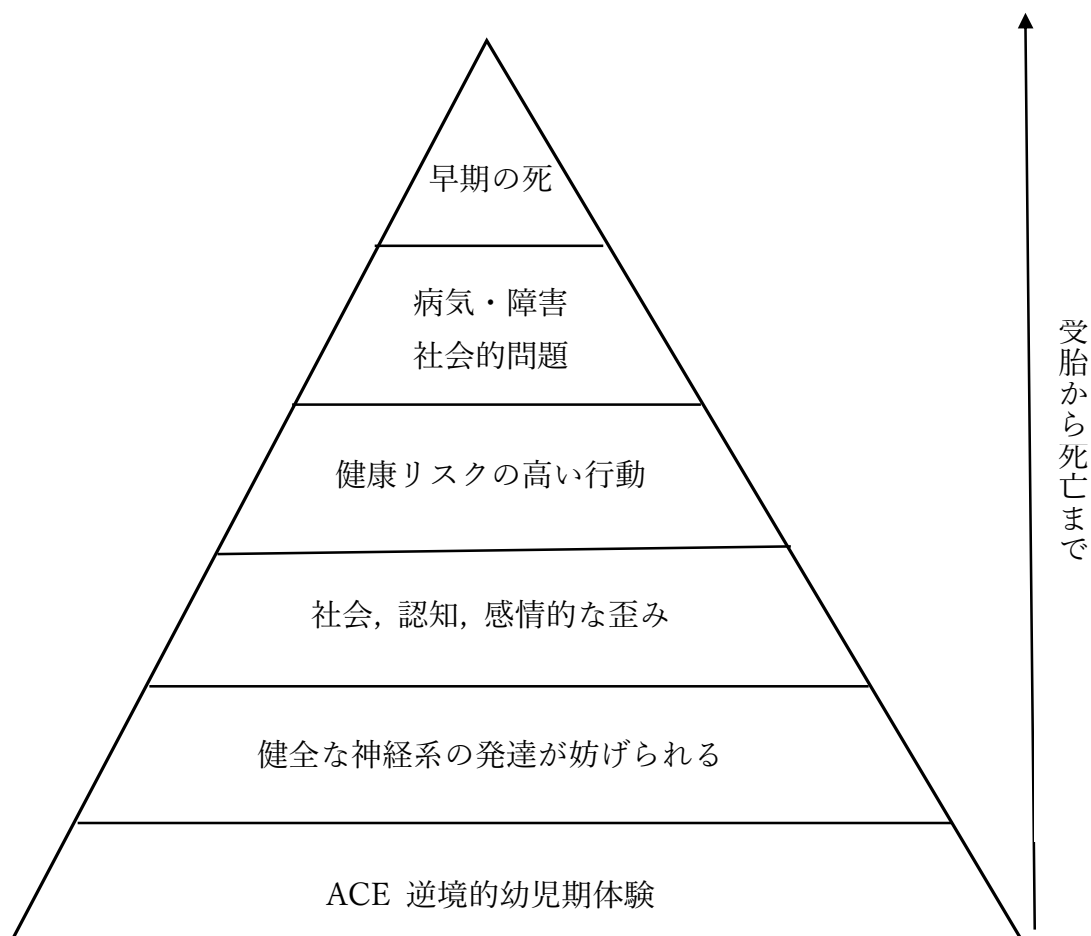 早期の死
病気・障害
社会的問題
健康リスクの高い行動
社会, 認知, 感情的な歪み
健全な神経系の発達が妨げられる
ACE 逆境的幼児期体験
受胎から死亡まで